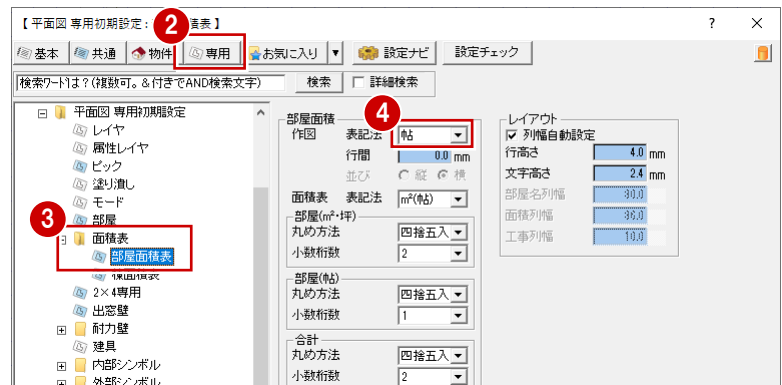 【 平面図 専用初期設定 : 積表 】 ? ×
2
基本 共通 物件 専用 お気に入り ▼ 設定ナビ 設定チェック
検索ワードは？(複数可。＆付きでAND検索文字) 検索 詳細検索
平面図 専用初期設定
レイヤ
属性レイヤ
ピック
塗り潰し
モード
部屋
3
面積表
部屋面積表
棟面積表
2×4専用
出窓壁
耐力壁
建具
内部シンボル
外部シンボル
部屋面積
4
作図 表記法 帖
行間 0.0 mm
並び 縦 横
面積表 表記法 m²(帖)
部屋(m²・坪)
丸め方法 四捨五入
小数桁数 2
部屋(帖)
丸め方法 四捨五入
小数桁数 1
合計
丸め方法 四捨五入
小数桁数 2
レイアウト
列幅自動設定
行高さ 4.0 mm
文字高さ 2.4 mm
部屋名列幅 30.0
面積列幅 36.0
工事列幅 10.0